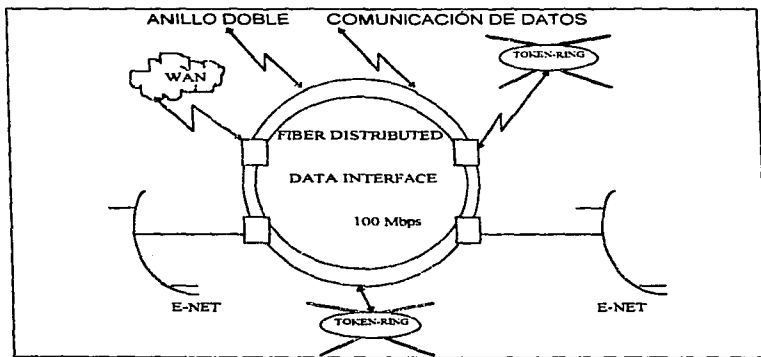 ANILLO DOBLE COMUNICACIÓN DE DATOS
TOKEN-RING
WAN
FIBER DISTRIBUTED
DATA INTERFACE
100 Mbps
E-NET
E-NET
TOKEN-RING